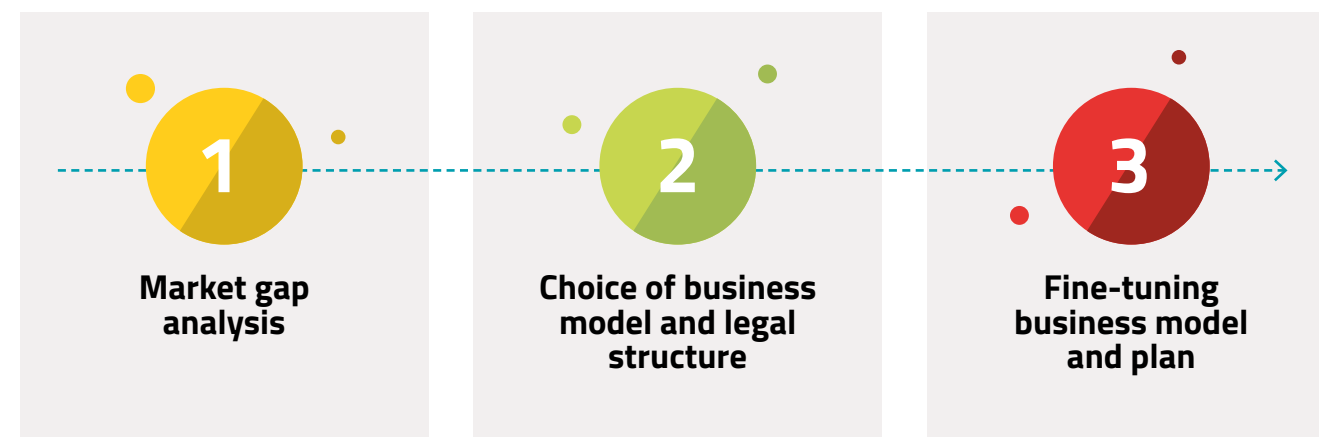 1
Market gap
analysis
2
Choice of business
model and legal
structure
3
Fine-tuning
business model
and plan